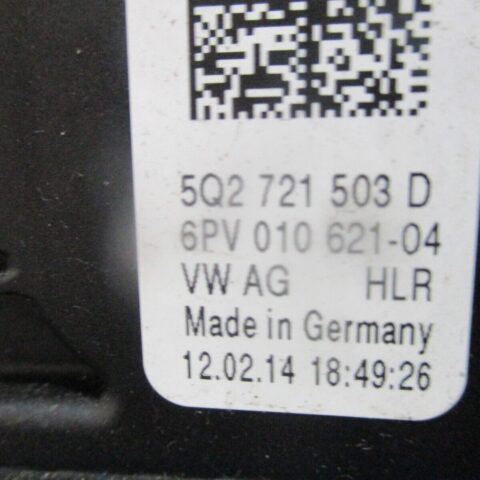 5Q2 721 503 D
6PV 010 621-04
VW AG HLR
Made in Germany
12.02.14 18:49:26